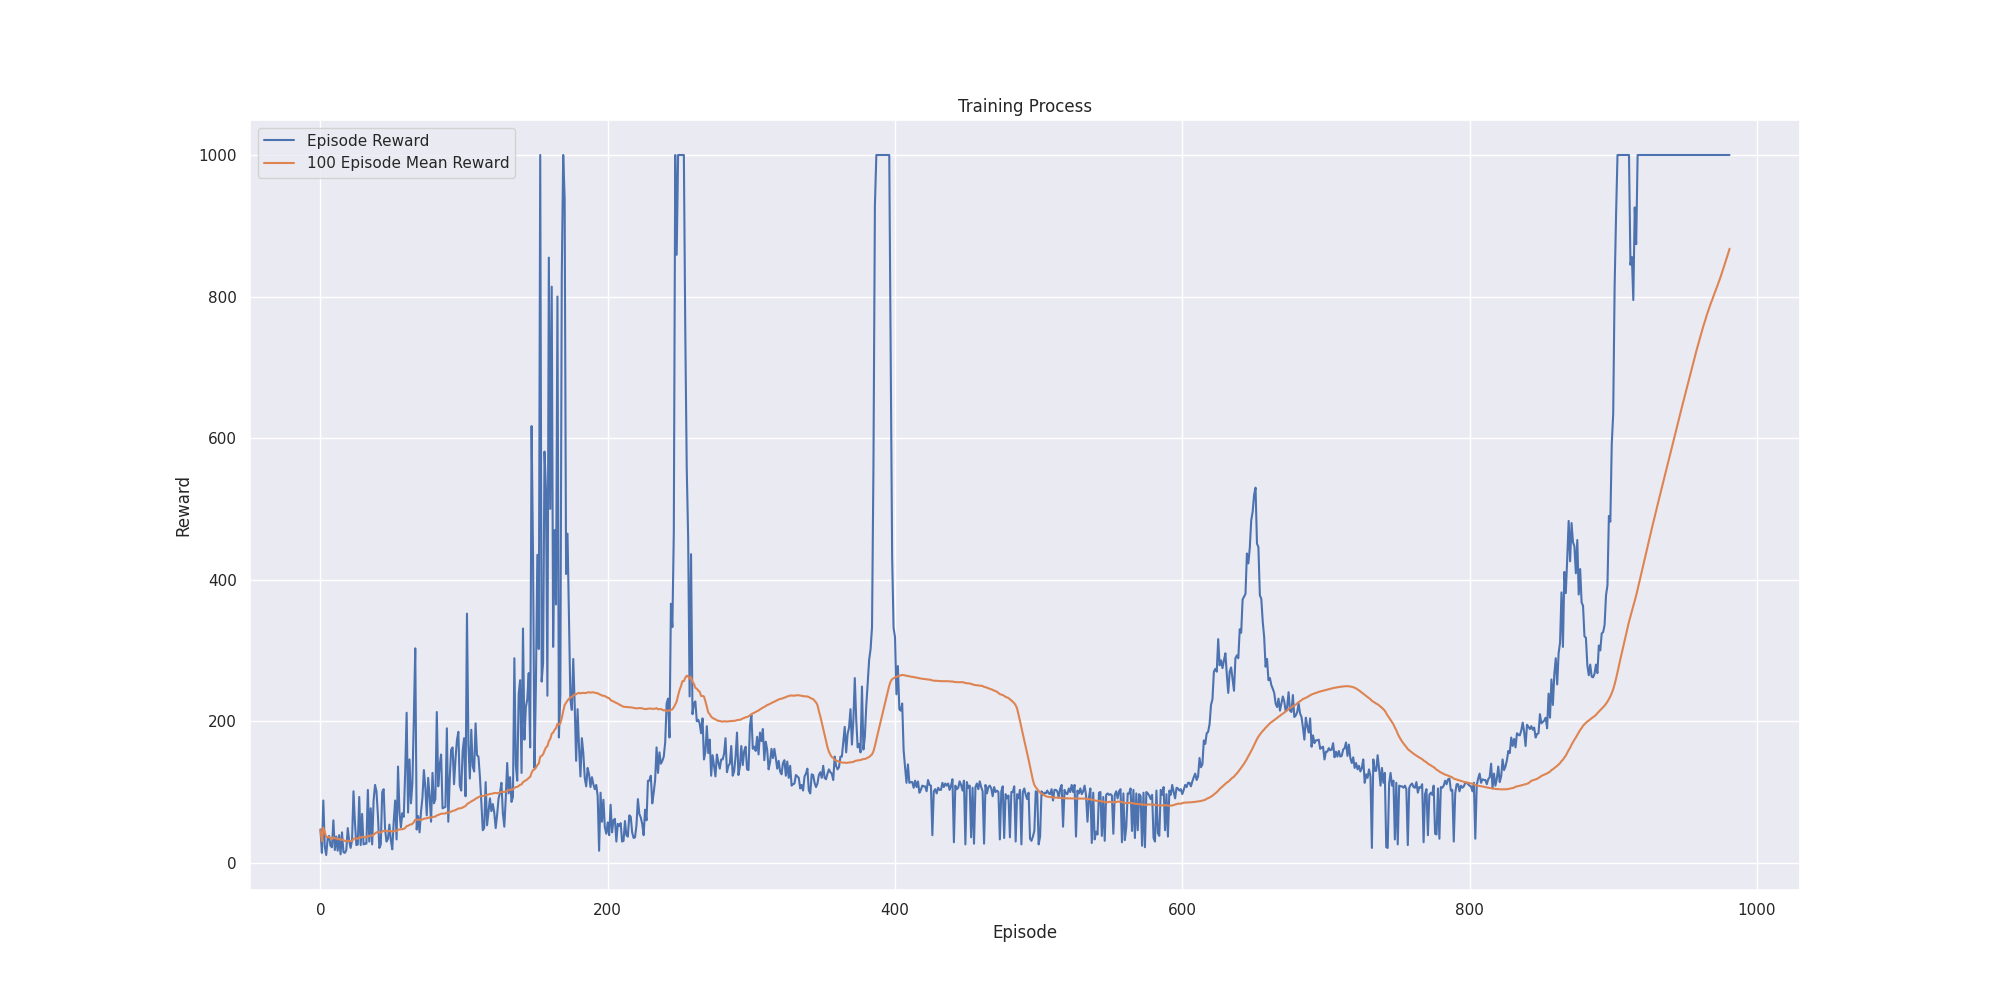 Training Process
Episode Reward
100 Episode Mean Reward
1000
800
600
400
200
0
Reward
0 200 400 600 800 1000
Episode